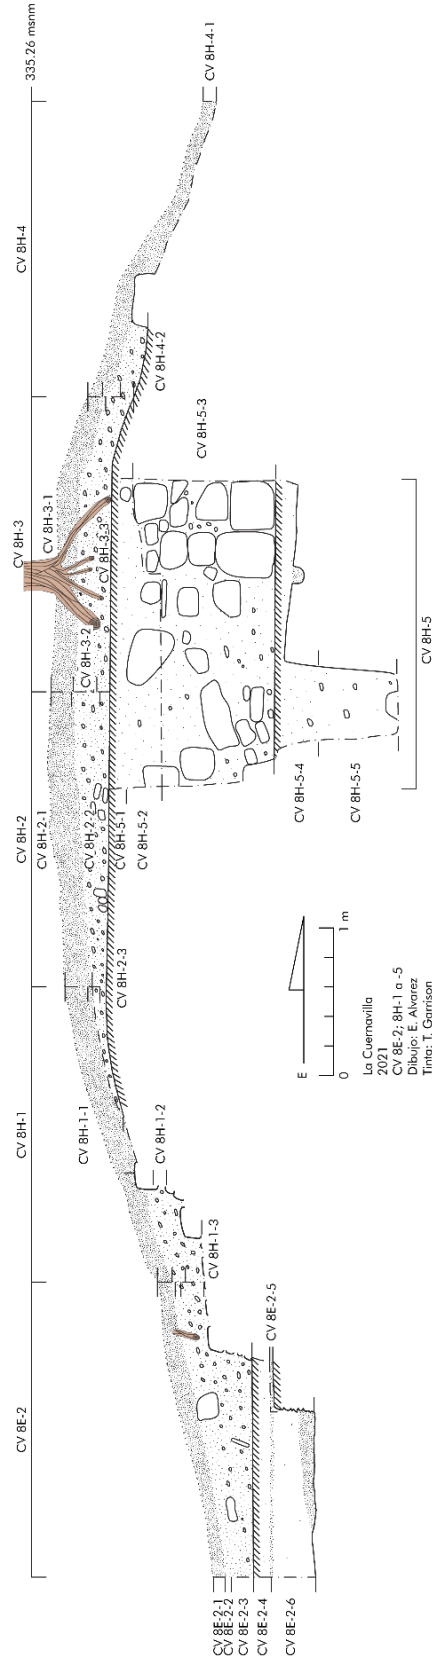 335.26 msnm
CV 8E-2
CV 8H-1
CV 8H-2
CV 8H-3
CV 8H-4
CV 8H-4-1
CV 8H-1-1
CV 8H-2-1
CV 8H-3-1
CV 8H-3-2
CV 8H-2-2
CV 8H-3-3
CV 8H-1-2
CV 8H-2-3
CV 8H-5-1
CV 8H-5-2
CV 8H-4-2
CV 8H-5-3
CV 8H-1-3
CV 8E-2-5
CV 8E-2-1
CV 8E-2-2
CV 8E-2-3
CV 8E-2-4
CV 8E-2-6
CV 8H-5-4
CV 8H-5-5
CV 8H-5
E
0
1 m
La Cuernavilla
2021
CV 8E-2; 8H-1 a -5
Dibujo: E. Alvarez
Tinta: T. Garrison